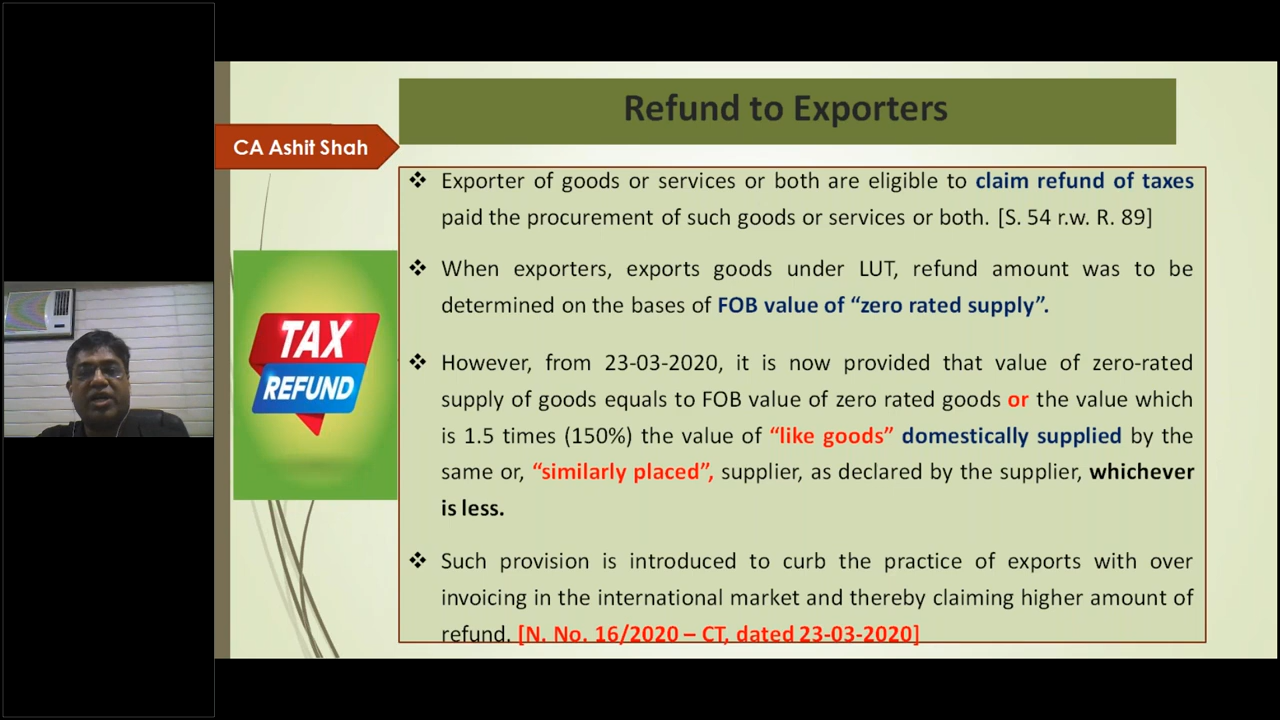 Refund to Exporters
CA Ashit Shah
❖ Exporter of goods or services or both are eligible to claim refund of taxes
paid the procurement of such goods or services or both. [S. 54 r.w. R. 89]
❖ When exporters, exports goods under LUT, refund amount was to be
determined on the bases of FOB value of “zero rated supply”.
❖ However, from 23-03-2020, it is now provided that value of zero-rated
supply of goods equals to FOB value of zero rated goods or the value which
is 1.5 times (150%) the value of “like goods” domestically supplied by the
same or, “similarly placed”, supplier, as declared by the supplier, whichever
is less.
❖ Such provision is introduced to curb the practice of exports with over
invoicing in the international market and thereby claiming higher amount of
refund. [N. No. 16/2020 – CT, dated 23-03-2020]
TAX
REFUND